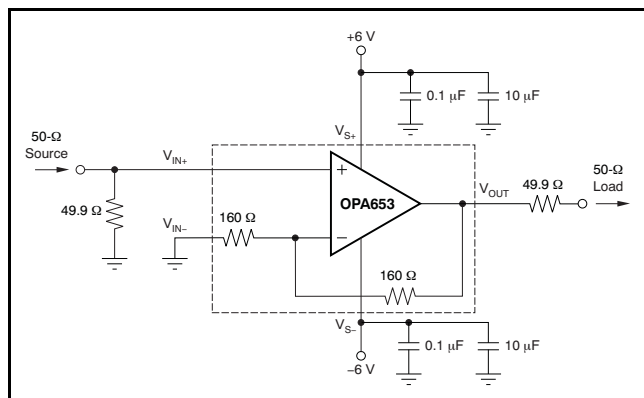 +6 V
0.1 µF
10 µF
V_S+
50-Ω
Source
V_IN+
50-Ω
Load
V_OUT
49.9 Ω
+
OPA653
49.9 Ω
V_IN−
160 Ω
−
160 Ω
V_S−
0.1 µF
10 µF
−6 V